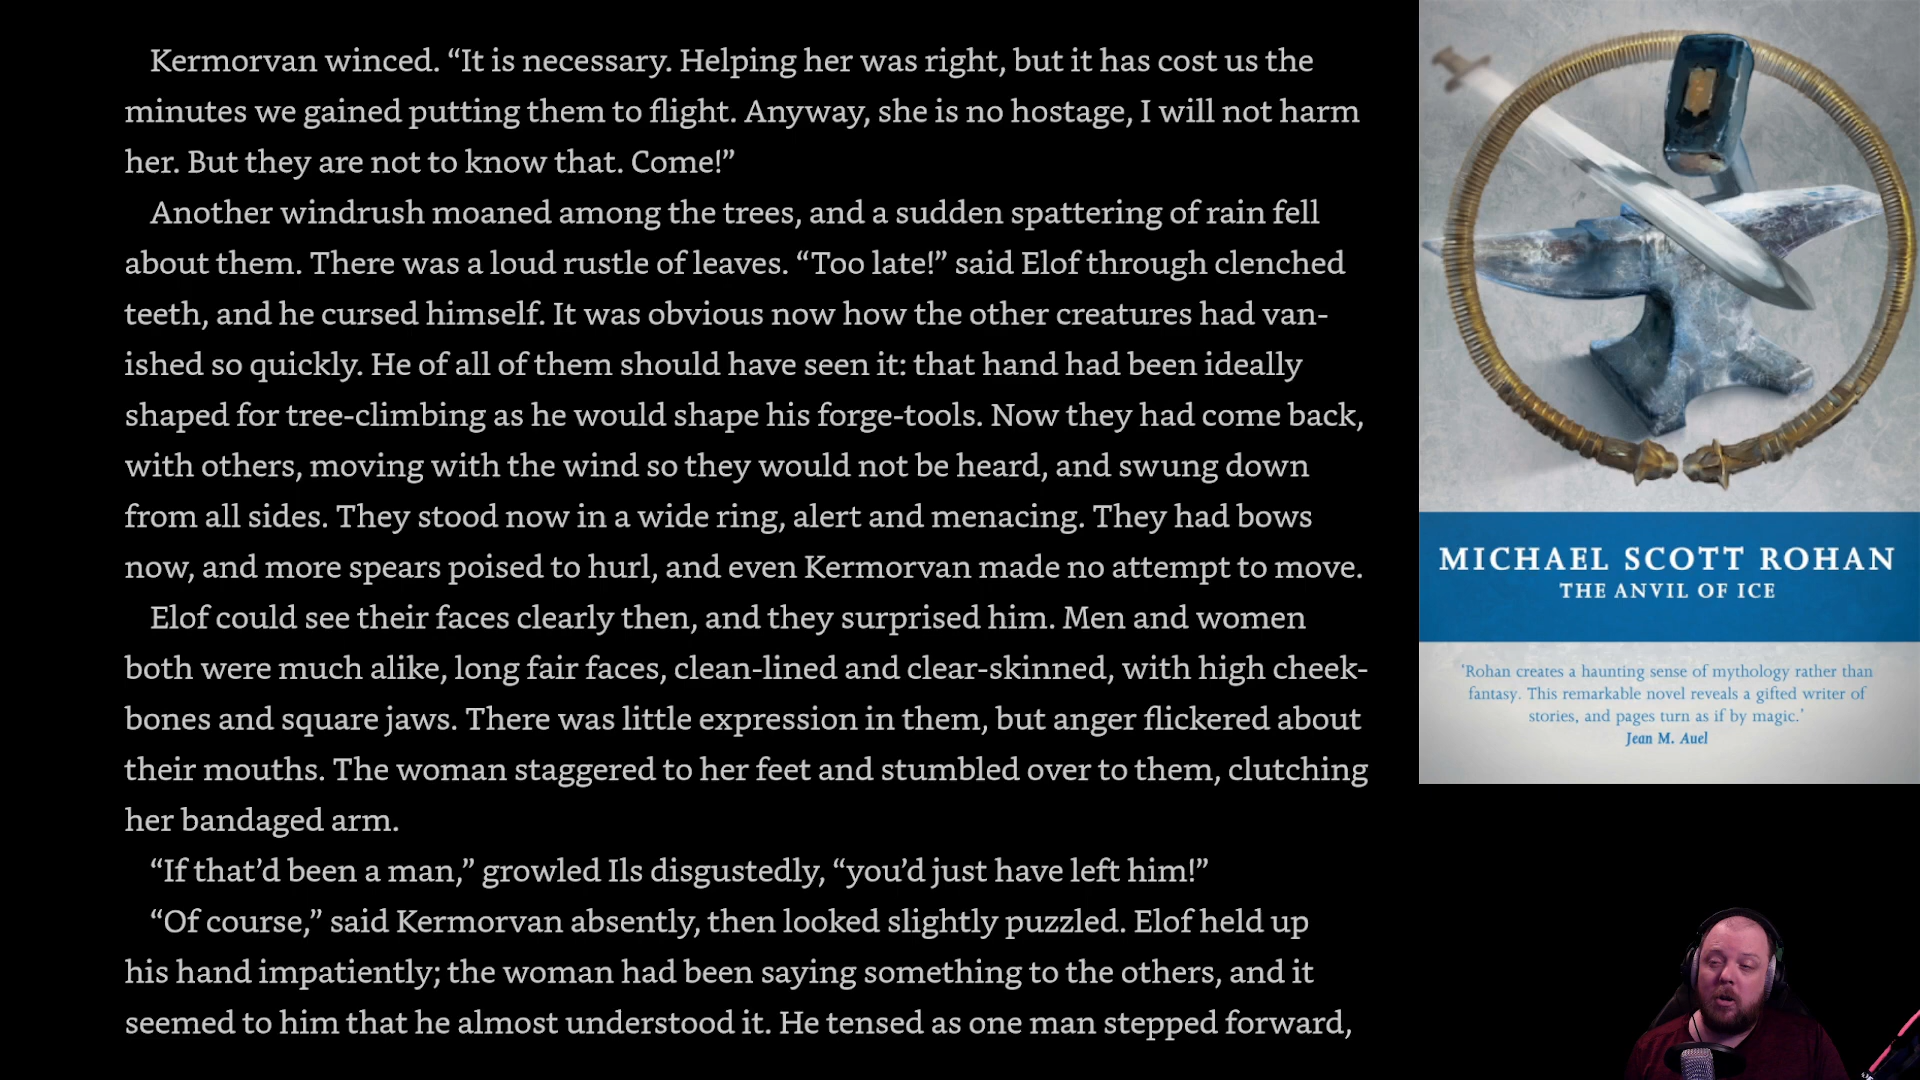 Kermorvan winced. “It is necessary. Helping her was right, but it has cost us the
minutes we gained putting them to flight. Anyway, she is no hostage, I will not harm
her. But they are not to know that. Come!”
Another windrush moaned among the trees, and a sudden spattering of rain fell
about them. There was a loud rustle of leaves. “Too late!” said Elof through clenched
teeth, and he cursed himself. It was obvious now how the other creatures had van-
ished so quickly. He of all of them should have seen it: that hand had been ideally
shaped for tree-climbing as he would shape his forge-tools. Now they had come back,
with others, moving with the wind so they would not be heard, and swung down
from all sides. They stood now in a wide ring, alert and menacing. They had bows
now, and more spears poised to hurl, and even Kermorvan made no attempt to move.
Elof could see their faces clearly then, and they surprised him. Men and women
both were much alike, long fair faces, clean-lined and clear-skinned, with high cheek-
bones and square jaws. There was little expression in them, but anger flickered about
their mouths. The woman staggered to her feet and stumbled over to them, clutching
her bandaged arm.
“If that’d been a man,” growled Ils disgustedly, “you’d just have left him!”
“Of course,” said Kermorvan absently, then looked slightly puzzled. Elof held up
his hand impatiently; the woman had been saying something to the others, and it
seemed to him that he almost understood it. He tensed as one man stepped forward,
MICHAEL SCOTT ROHAN
THE ANVIL OF ICE
‘Rohan creates a haunting sense of mythology rather than
fantasy. This remarkable novel reveals a gifted writer of
stories, and pages turn as if by magic.’
Jean M. Auel